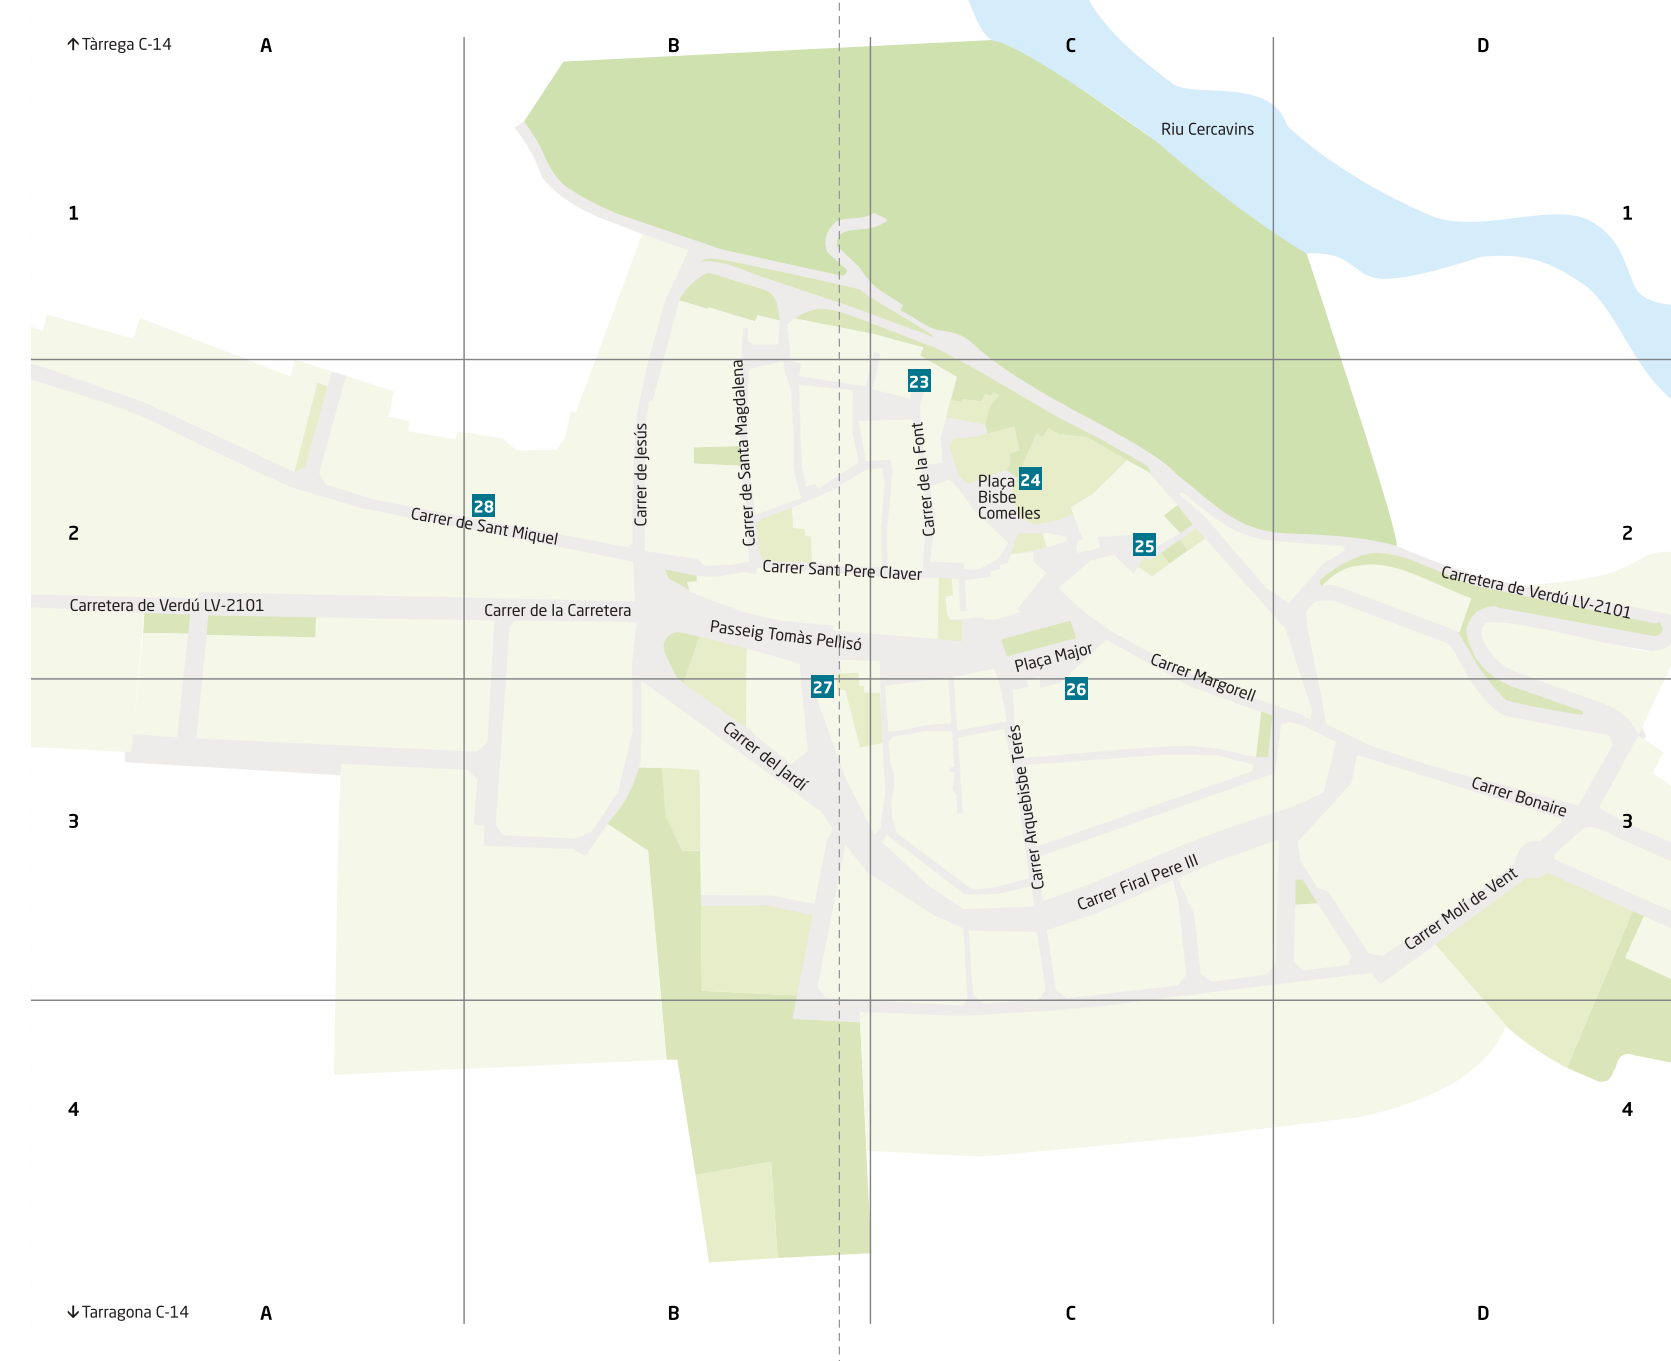 ↑ Tàrrega C-14
A
B
C
D
Riu Cercavins
1
1
23
Carrer de Santa Magdalena
Carrer de Jesús
Carrer de la Font
Plaça
Bisbe
Comelles
24
28
Carrer de Sant Miquel
2
2
25
Carrer Sant Pere Claver
Carretera de Verdú LV-2101
Carretera de Verdú LV-2101
Carrer de la Carretera
Passeig Tomàs Pellisó
Plaça Major
Carrer Margorell
27
26
Carrer del Jardí
Carrer Arquebisbe Terés
Carrer Bonaire
3
3
Carrer Firal Pere III
Carrer Molí de Vent
4
4
↓ Tarragona C-14
A
B
C
D